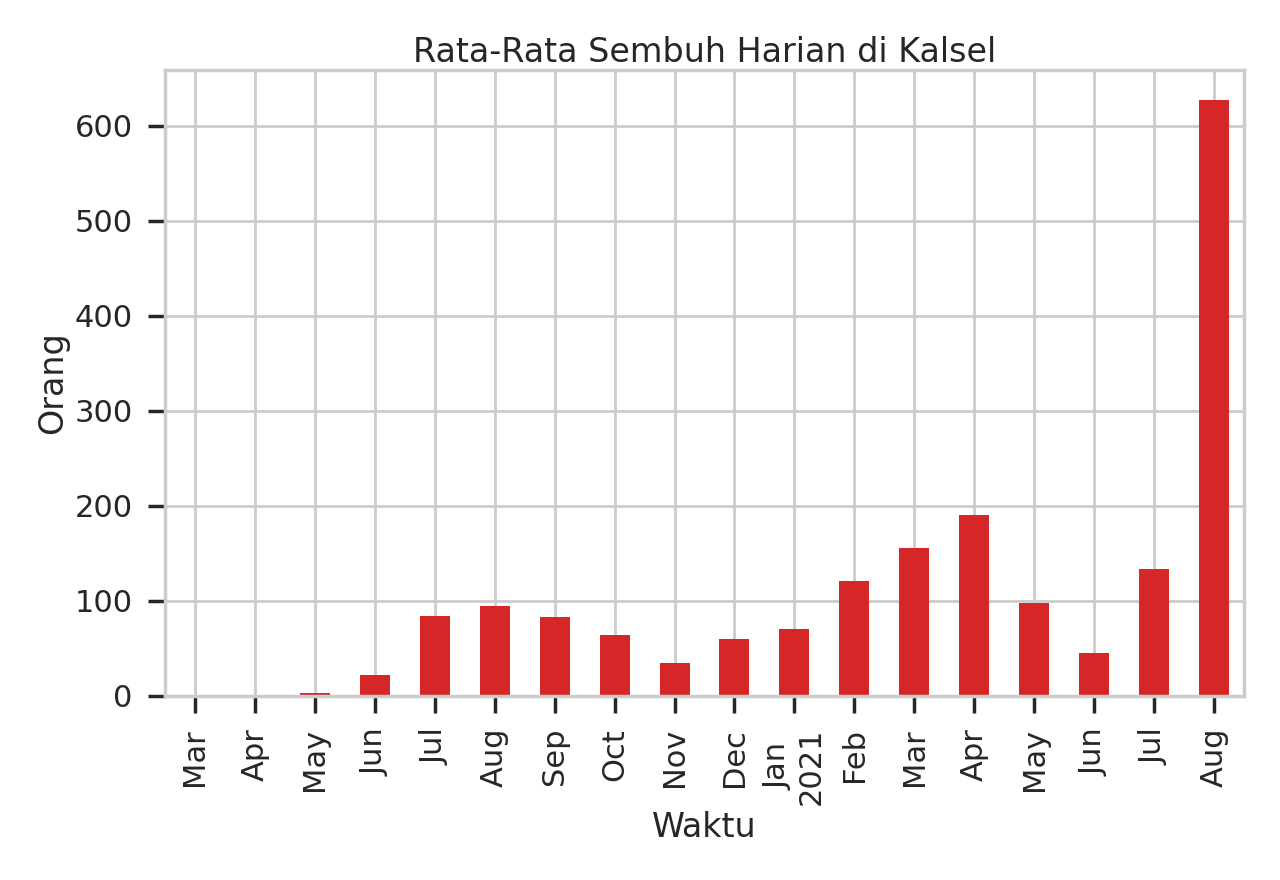 Rata-Rata Sembuh Harian di Kalsel
600
500
400
300
200
100
0
Orang
Mar
Apr
May
Jun
Jul
Aug
Sep
Oct
Nov
Dec
Jan
2021
Feb
Mar
Apr
May
Jun
Jul
Aug
Waktu